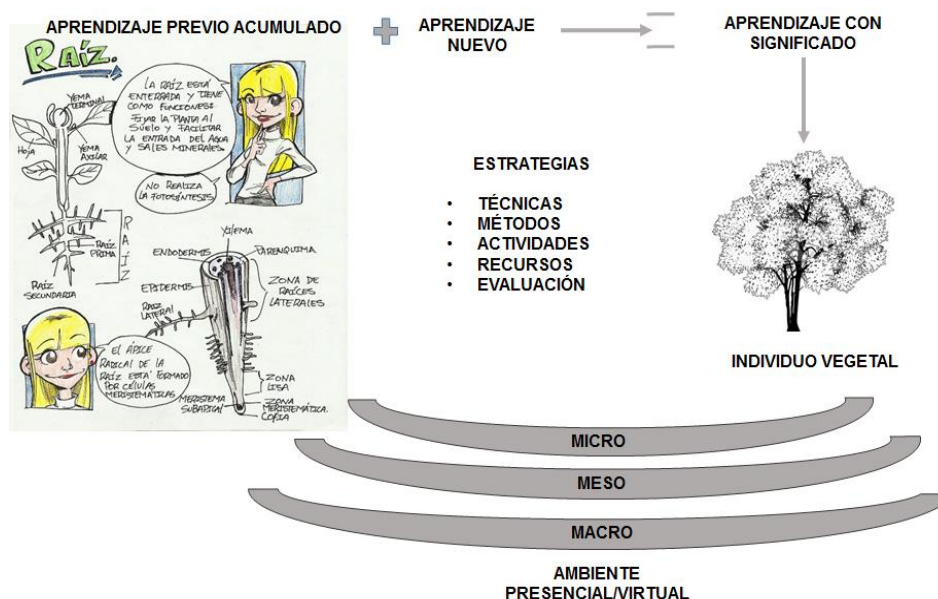 APRENDIZAJE PREVIO ACUMULADO
APRENDIZAJE
NUEVO
APRENDIZAJE CON
SIGNIFICADO
RAÍZ.
YEMA
TERMINAL
HOJA
YEMA
AXILAR
RAÍZ
RAÍZ
PRIMA
RAÍZ
SECUNDARIA
LA RAÍZ ESTÁ
ENTERRADA Y TIENE
COMO FUNCIONES:
FIJAR LA PLANTA AL
SUELO Y FACILITAR
LA ENTRADA DEL AGUA
Y SALES MINERALES.
NO REALIZA
LA FOTOSÍNTESIS
XILEMA
ENDODERMIS
PARENQUIMA
EPIDERMIS
ZONA DE
RAÍCES
LATERALES
RAIZ
LATERAL
EL ÁPICE
RADICAL DE LA
RAÍZ ESTÁ FORMADO
POR CÉLULAS
MERISTEMÁTICAS
ZONA
LISA
MERISTEMA
ZONA
MERISTEMÁTICA.
COFIA
ESTRATEGIAS
• TÉCNICAS
• MÉTODOS
• ACTIVIDADES
• RECURSOS
• EVALUACIÓN
INDIVIDUO VEGETAL
MICRO
MESO
MACRO
AMBIENTE
PRESENCIAL/VIRTUAL